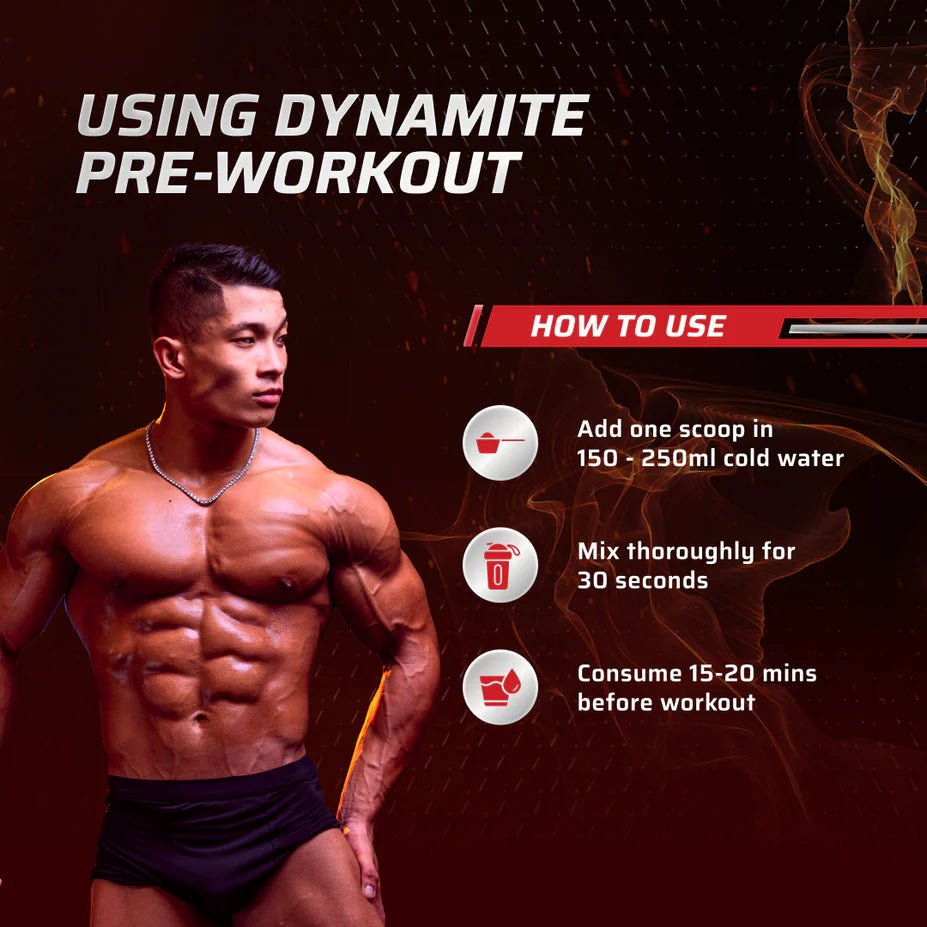 USING DYNAMITE
PRE-WORKOUT
HOW TO USE
Add one scoop in
150 - 250ml cold water
Mix thoroughly for
30 seconds
Consume 15-20 mins
before workout